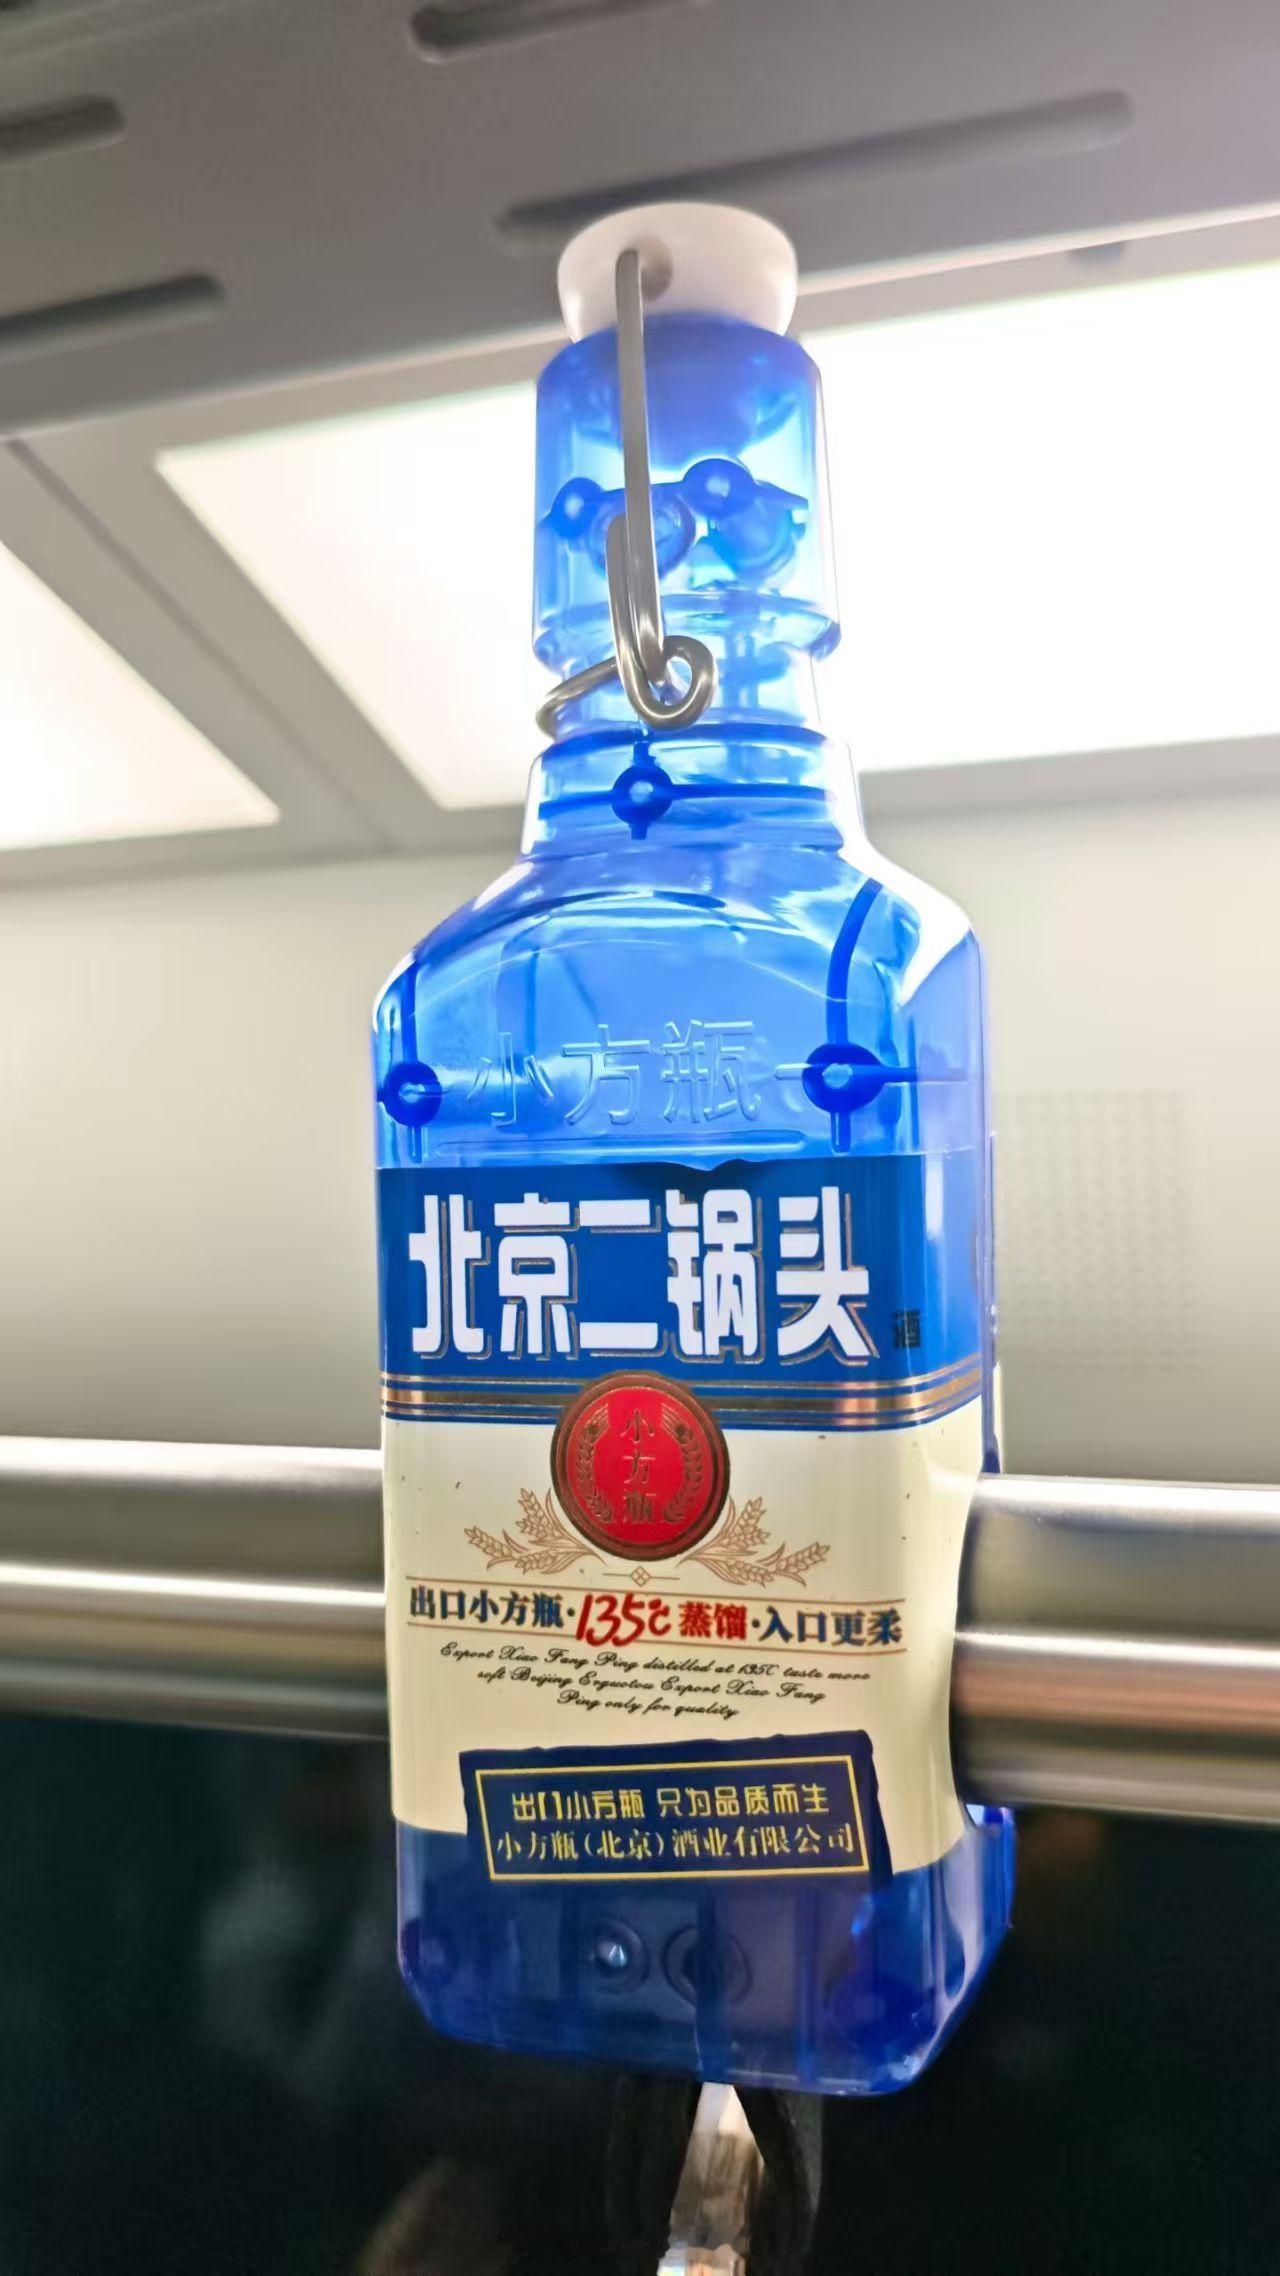 小方瓶
北京二锅头 酒
小
方
瓶
出口小方瓶·135℃蒸馏·入口更柔
Export Xiao Fang Ping distilled at 135℃ taste more
soft Beijing Erguotou Export Xiao Fang
Ping only for quality
出口小方瓶 只为品质而生
小方瓶(北京)酒业有限公司